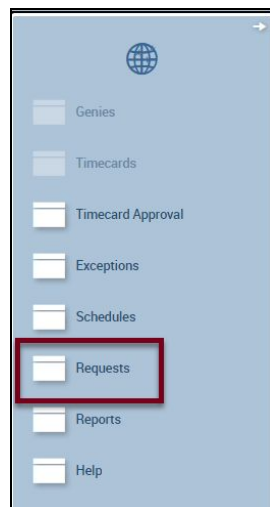 Genies
Timecards
Timecard Approval
Exceptions
Schedules
Requests
Reports
Help